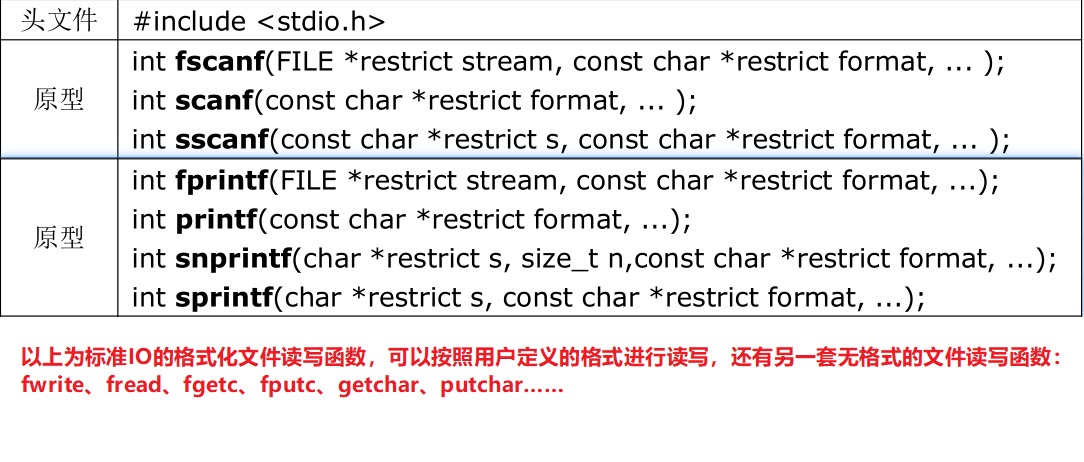 头文件 #include <stdio.h>
原型
int fscanf(FILE *restrict stream, const char *restrict format, ... );
int scanf(const char *restrict format, ... );
int sscanf(const char *restrict s, const char *restrict format, ... );
原型
int fprintf(FILE *restrict stream, const char *restrict format, ...);
int printf(const char *restrict format, ...);
int snprintf(char *restrict s, size_t n,const char *restrict format, ...);
int sprintf(char *restrict s, const char *restrict format, ...);
以上为标准IO的格式化文件读写函数，可以按照用户定义的格式进行读写，还有另一套无格式的文件读写函数：
fwrite、fread、fgetc、fputc、getchar、putchar……